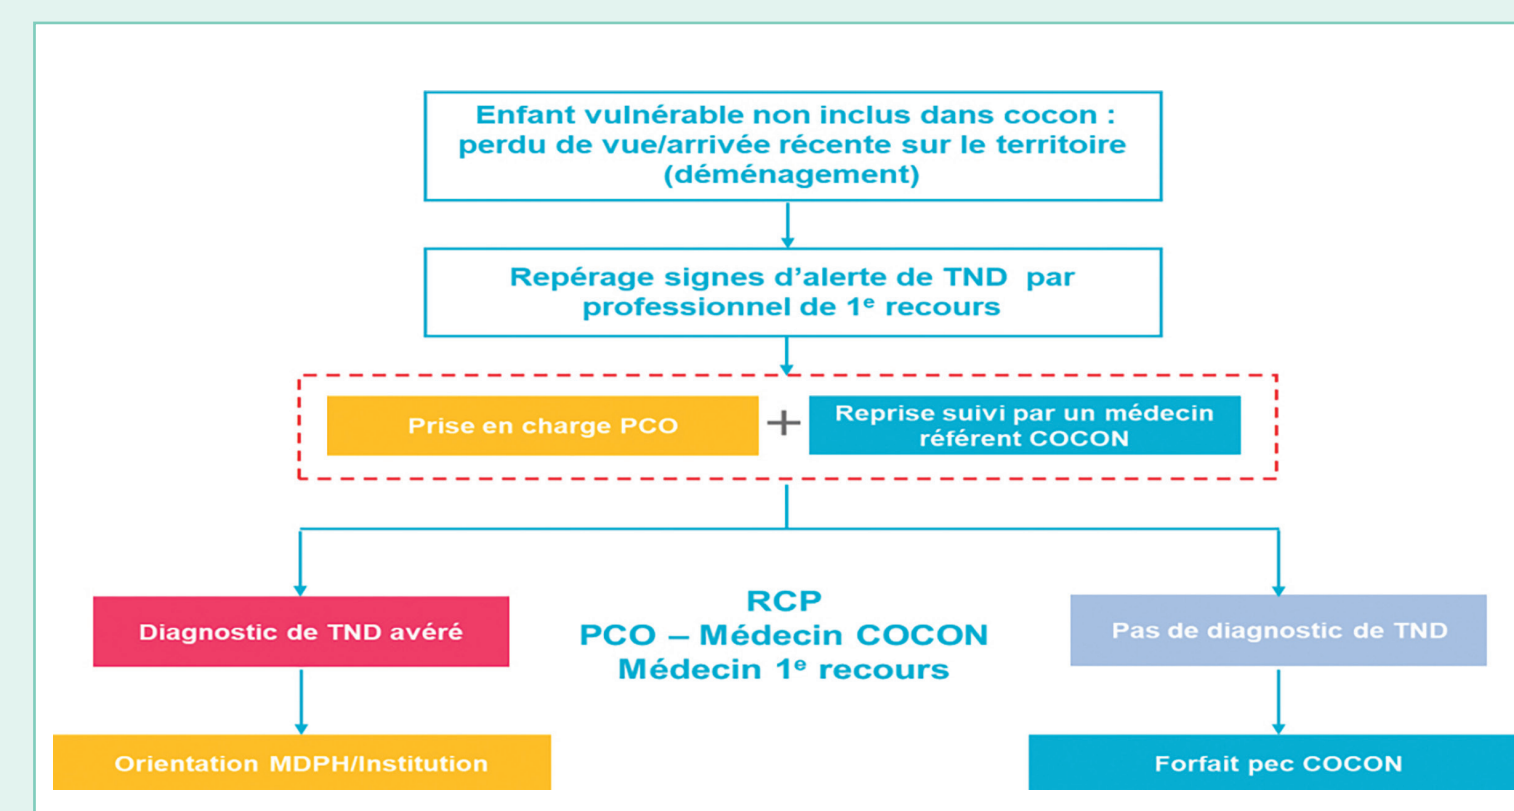 Enfant vulnérable non inclus dans cocon :
perdu de vue/arrivée récente sur le territoire
(déménagement)
Repérage signes d’alerte de TND par
professionnel de 1e recours
Prise en charge PCO
+
Reprise suivi par un médecin
référent COCON
RCP
PCO – Médecin COCON
Médecin 1e recours
Diagnostic de TND avéré
Pas de diagnostic de TND
Orientation MDPH/Institution
Forfait pec COCON